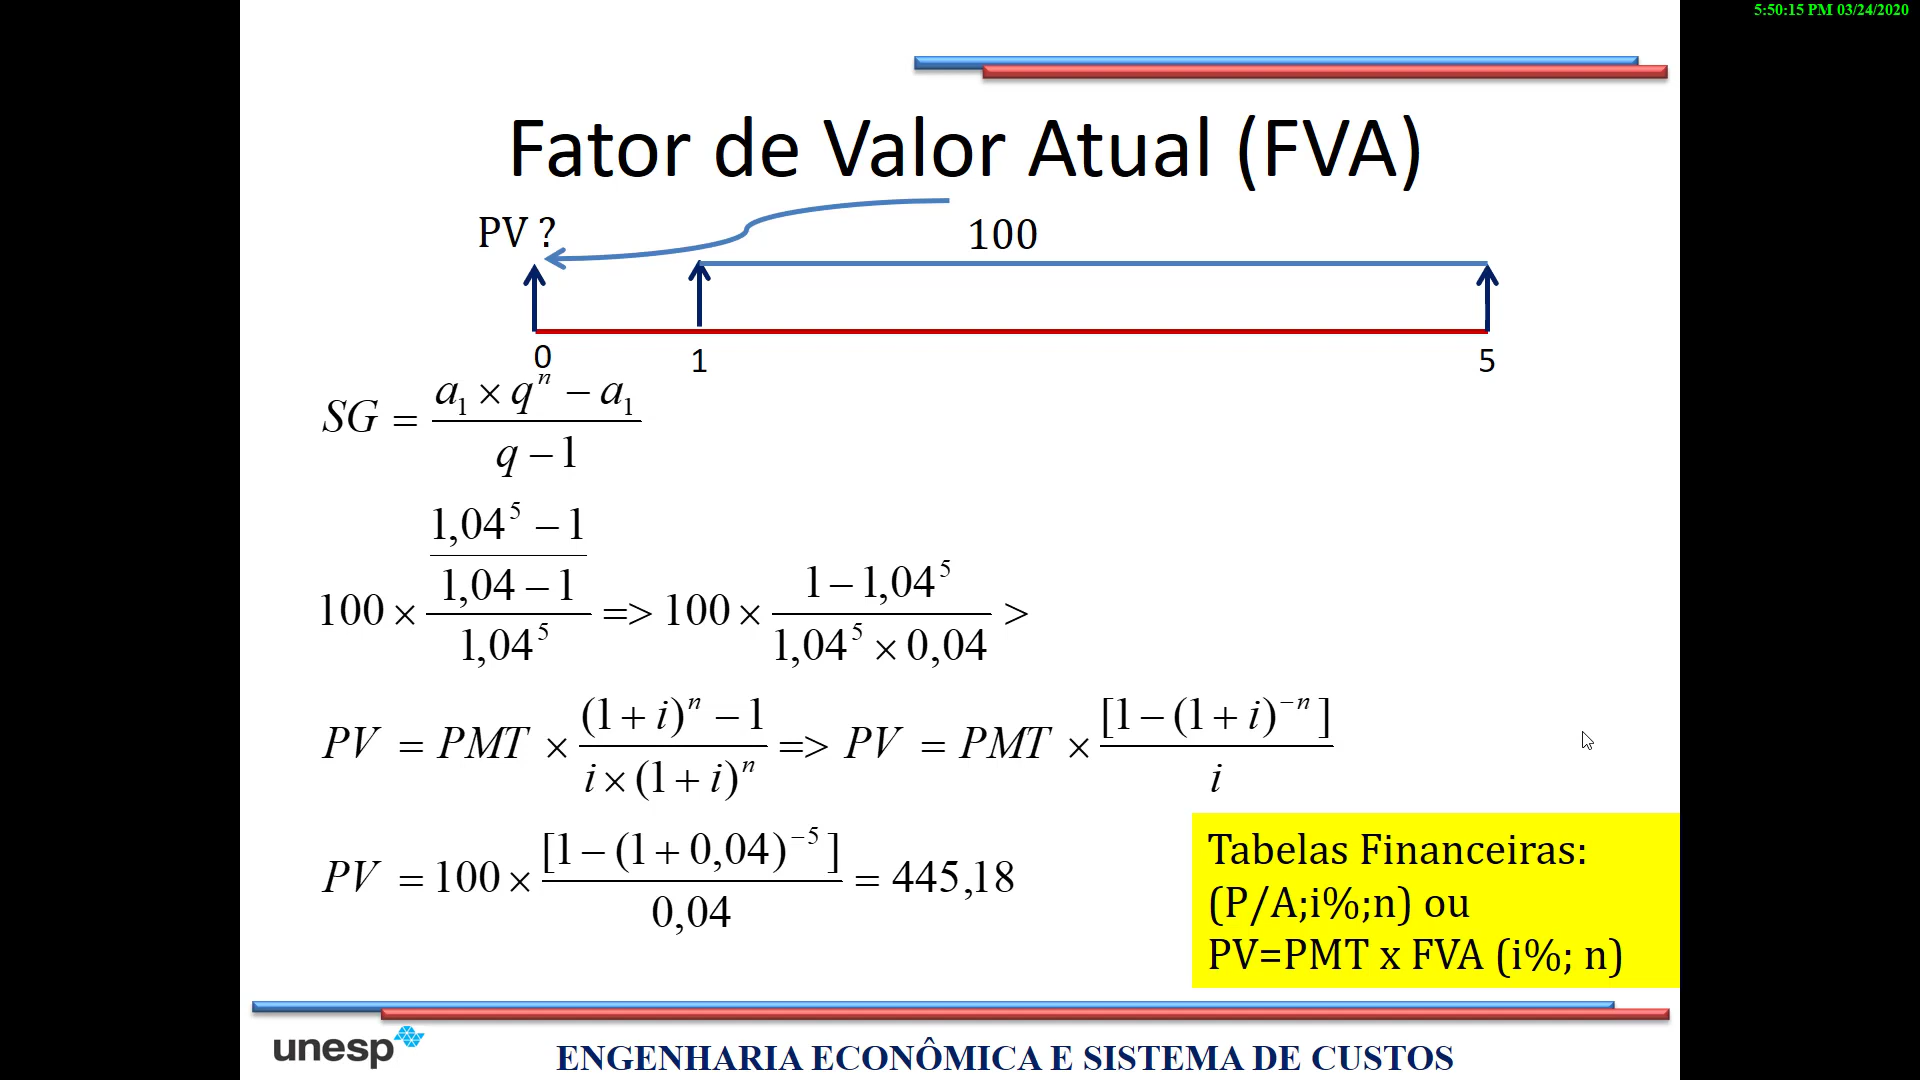 5:50:15 PM 03/24/2020
Fator de Valor Atual (FVA)
PV ?
100
0
1
5
SG = (a₁ × qⁿ − a₁) / (q − 1)
100 × ((1,04⁵ − 1) / (1,04 − 1)) / 1,04⁵ => 100 × (1 − 1,04⁵) / (1,04⁵ × 0,04) >
PV = PMT × ((1 + i)ⁿ − 1) / (i × (1 + i)ⁿ) => PV = PMT × [1 − (1 + i)⁻ⁿ] / i
PV = 100 × [1 − (1 + 0,04)⁻⁵] / 0,04 = 445,18
Tabelas Financeiras:
(P/A;i%;n) ou
PV=PMT x FVA (i%; n)
unesp
ENGENHARIA ECONÔMICA E SISTEMA DE CUSTOS